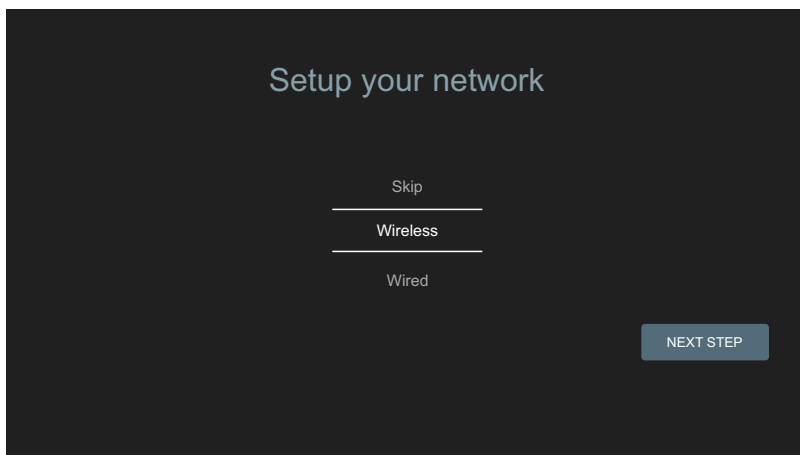 Setup your network
Skip
Wireless
Wired
NEXT STEP